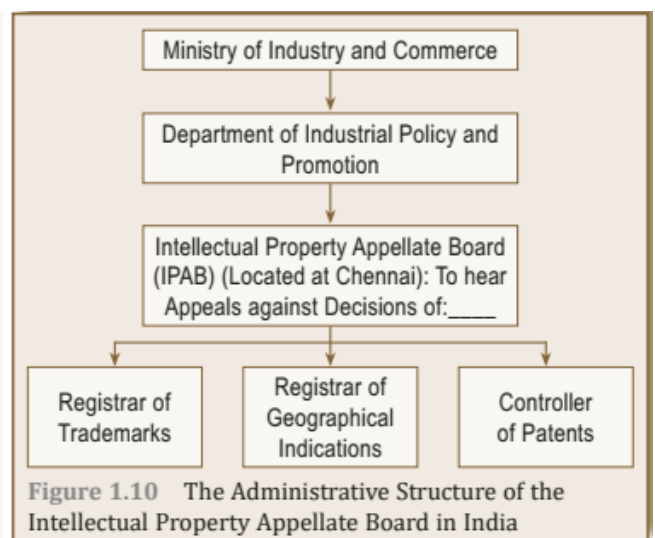 Ministry of Industry and Commerce
Department of Industrial Policy and
Promotion
Intellectual Property Appellate Board
(IPAB) (Located at Chennai): To hear
Appeals against Decisions of:____
Registrar of
Trademarks
Registrar of
Geographical
Indications
Controller
of Patents
Figure 1.10 The Administrative Structure of the
Intellectual Property Appellate Board in India